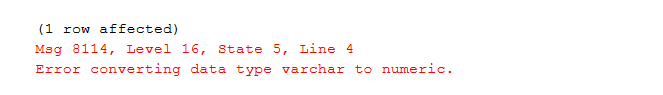 (1 row affected)
Msg 8114, Level 16, State 5, Line 4
Error converting data type varchar to numeric.